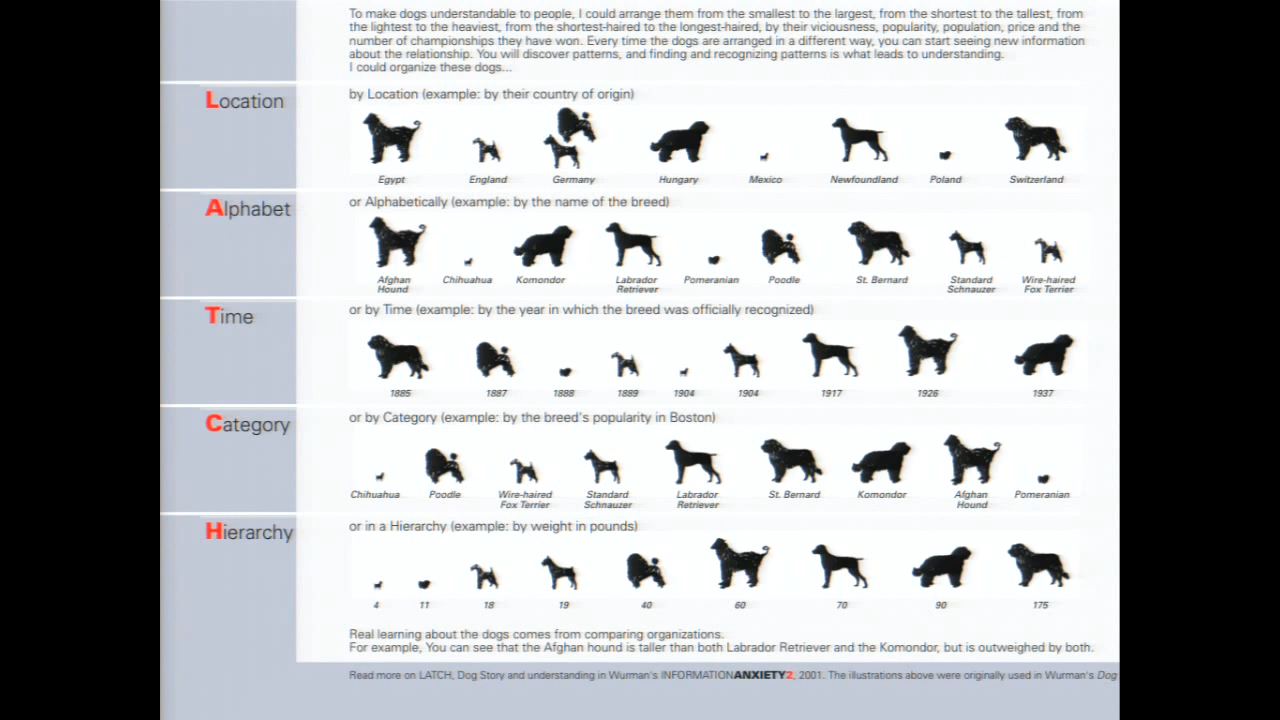 To make dogs understandable to people, I could arrange them from the smallest to the largest, from the shortest to the tallest, from
the lightest to the heaviest, from the shortest-haired to the longest-haired, by their viciousness, popularity, population, price and the
number of championships they have won. Every time the dogs are arranged in a different way, you can start seeing new information
about the relationship. You will discover patterns, and finding and recognizing patterns is what leads to understanding.
I could organize these dogs...
Location
by Location (example: by their country of origin)
Egypt England Germany Hungary Mexico Newfoundland Poland Switzerland
Alphabet
or Alphabetically (example: by the name of the breed)
Afghan Hound Chihuahua Komondor Labrador Retriever Pomeranian Poodle St. Bernard Standard Schnauzer Wire-haired Fox Terrier
Time
or by Time (example: by the year in which the breed was officially recognized)
1885 1887 1888 1889 1904 1904 1917 1926 1937
Category
or by Category (example: by the breed's popularity in Boston)
Chihuahua Poodle Wire-haired Fox Terrier Standard Schnauzer Labrador Retriever St. Bernard Komondor Afghan Hound Pomeranian
Hierarchy
or in a Hierarchy (example: by weight in pounds)
4 11 18 19 40 60 70 90 175
Real learning about the dogs comes from comparing organizations.
For example, You can see that the Afghan hound is taller than both Labrador Retriever and the Komondor, but is outweighed by both.
Read more on LATCH, Dog Story and understanding in Wurman's INFORMATIONANXIETY2, 2001. The illustrations above were originally used in Wurman's Dog